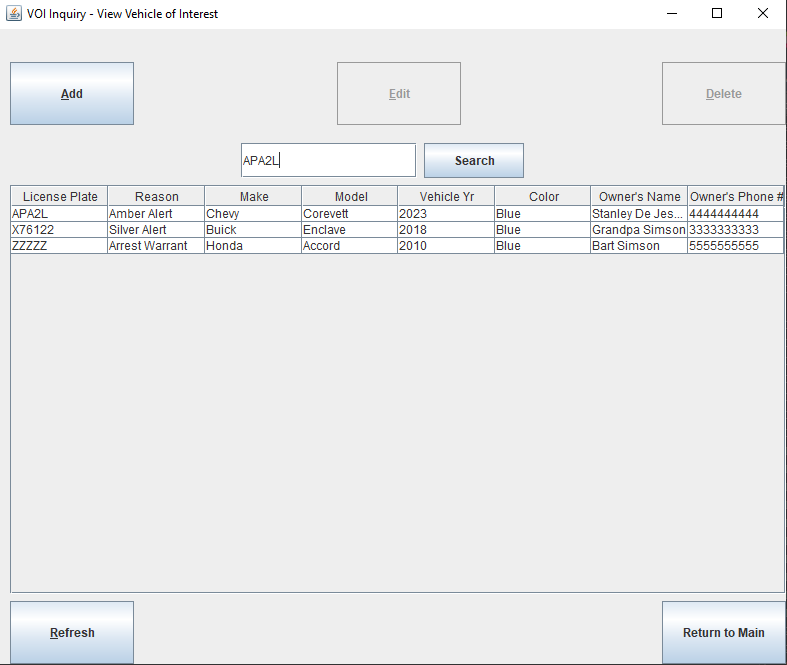 VOI Inquiry - View Vehicle of Interest
Add Edit Delete
APA2L Search
License Plate Reason Make Model Vehicle Yr Color Owner's Name Owner's Phone #
APA2L Amber Alert Chevy Corevett 2023 Blue Stanley De Jes... 4444444444
X76122 Silver Alert Buick Enclave 2018 Blue Grandpa Simson 3333333333
ZZZZZ Arrest Warrant Honda Accord 2010 Blue Bart Simson 5555555555
Refresh Return to Main